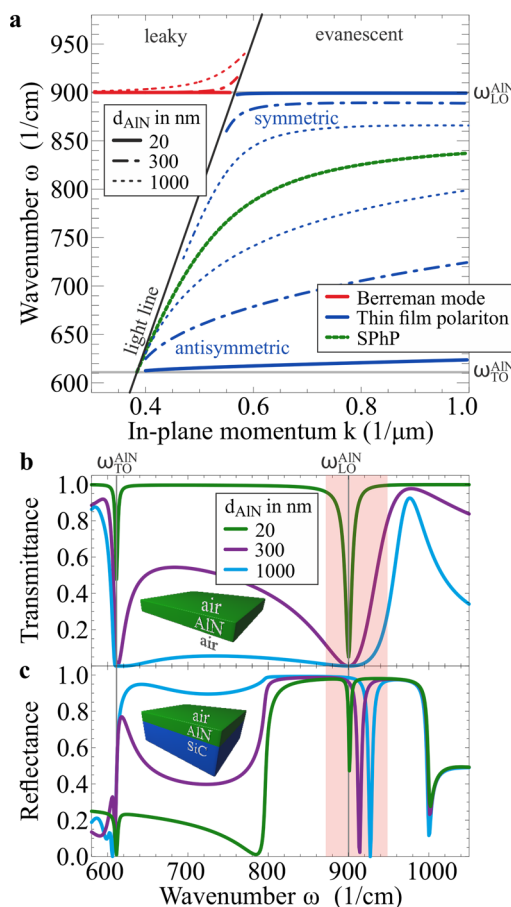 a
leaky
evanescent
950
900
850
800
750
700
650
600
Wavenumber ω (1/cm)
ω_LO^AlN
ω_TO^AlN
d_AlN in nm
20
300
1000
symmetric
antisymmetric
light line
Berreman mode
Thin film polariton
SPhP
0.4
0.6
0.8
1.0
In-plane momentum k (1/μm)
b
ω_TO^AlN
ω_LO^AlN
1.0
0.8
0.6
0.4
0.2
Transmittance
d_AlN in nm
20
300
1000
air
AlN
air
c
1.0
0.8
0.6
0.4
0.2
0.0
Reflectance
air
AlN
SiC
600
700
800
900
1000
Wavenumber ω (1/cm)